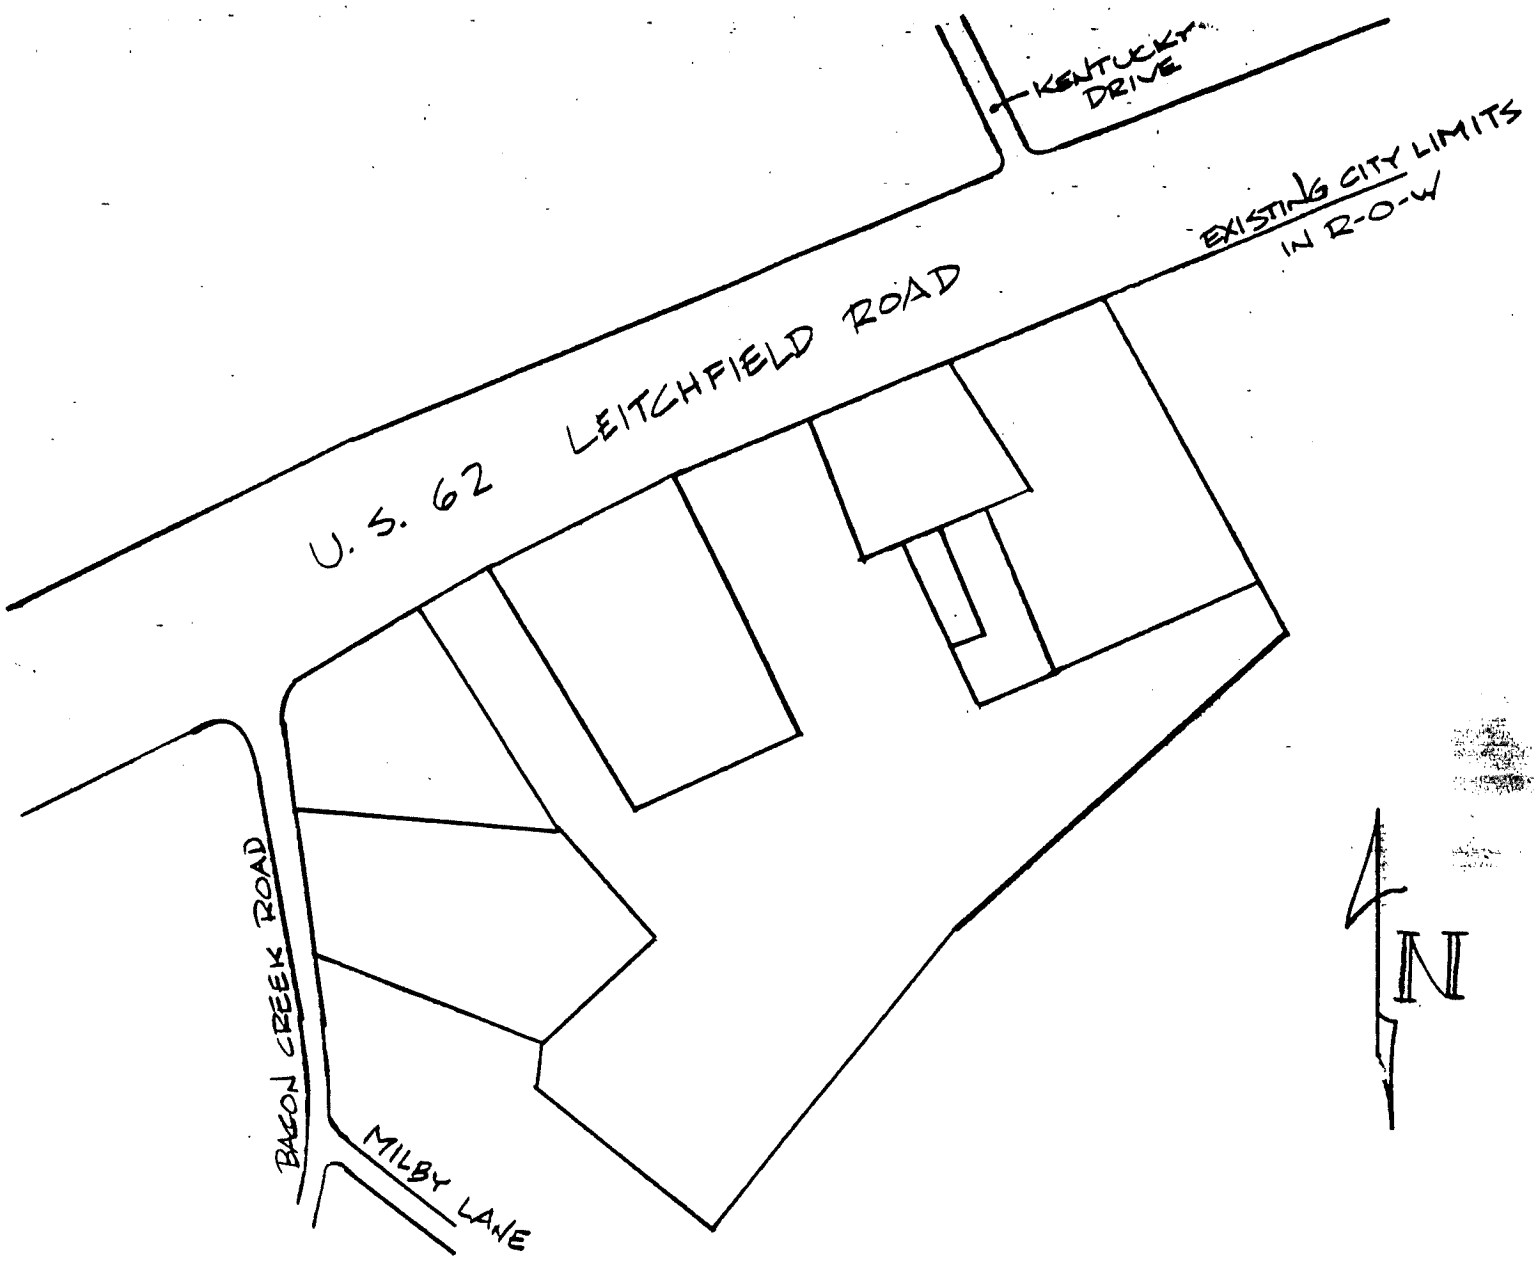 KENTUCKY
DRIVE
EXISTING CITY LIMITS
IN R-O-W
U.S. 62 LEITCHFIELD ROAD
BACON CREEK ROAD
MILBY LANE
N